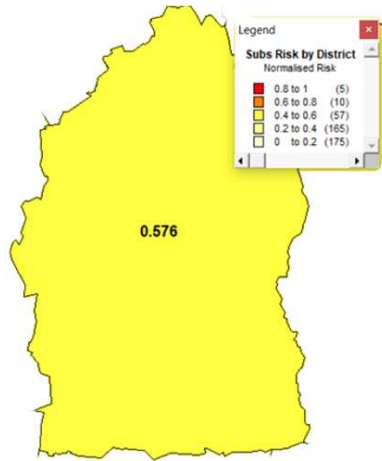 Legend
Subs Risk by District
Normalised Risk
0.8 to 1 (5)
0.6 to 0.8 (10)
0.4 to 0.6 (57)
0.2 to 0.4 (165)
0 to 0.2 (175)
0.576